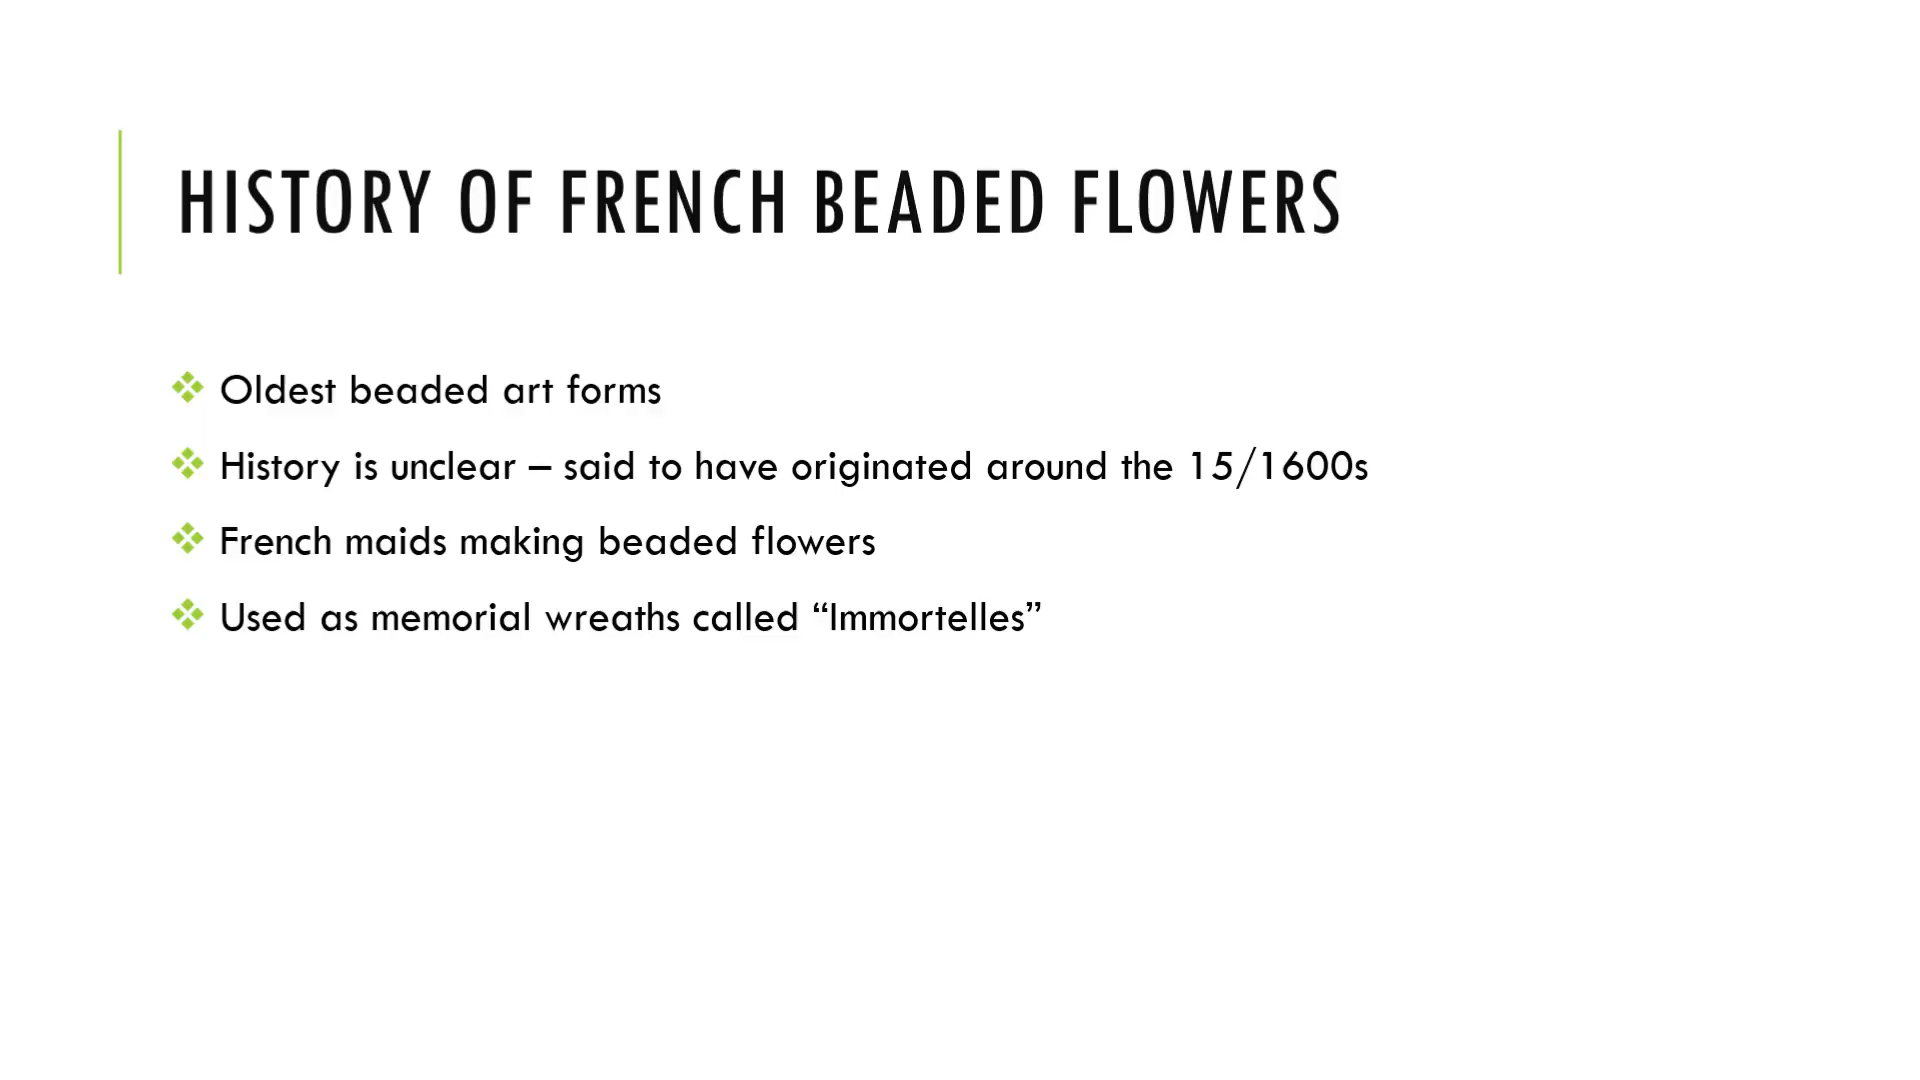 HISTORY OF FRENCH BEADED FLOWERS
Oldest beaded art forms
History is unclear – said to have originated around the 15/1600s
French maids making beaded flowers
Used as memorial wreaths called “Immortelles”